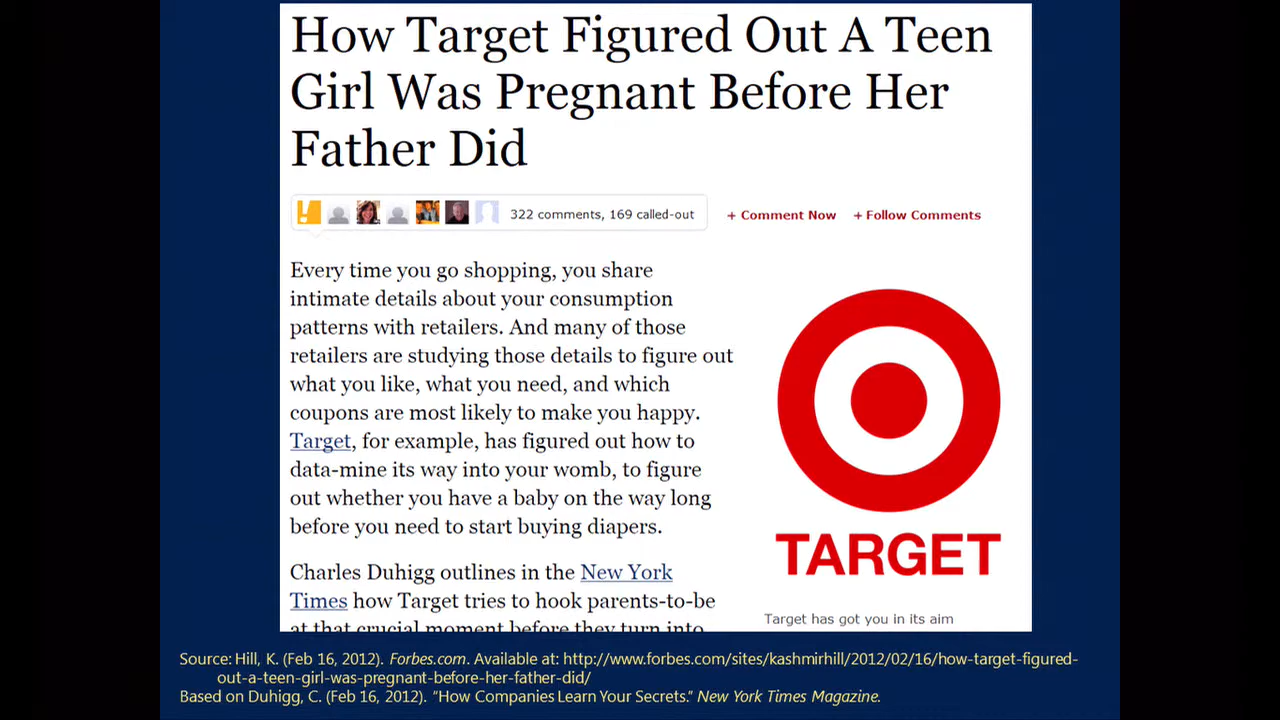 How Target Figured Out A Teen
Girl Was Pregnant Before Her
Father Did
322 comments, 169 called-out
+ Comment Now
+ Follow Comments
Every time you go shopping, you share
intimate details about your consumption
patterns with retailers. And many of those
retailers are studying those details to figure out
what you like, what you need, and which
coupons are most likely to make you happy.
Target, for example, has figured out how to
data-mine its way into your womb, to figure
out whether you have a baby on the way long
before you need to start buying diapers.
Charles Duhigg outlines in the New York
Times how Target tries to hook parents-to-be
at that crucial moment before they turn into
TARGET
Target has got you in its aim
Source: Hill, K. (Feb 16, 2012). Forbes.com. Available at: http://www.forbes.com/sites/kashmirhill/2012/02/16/how-target-figured-
out-a-teen-girl-was-pregnant-before-her-father-did/
Based on Duhigg, C. (Feb 16, 2012). "How Companies Learn Your Secrets." New York Times Magazine.